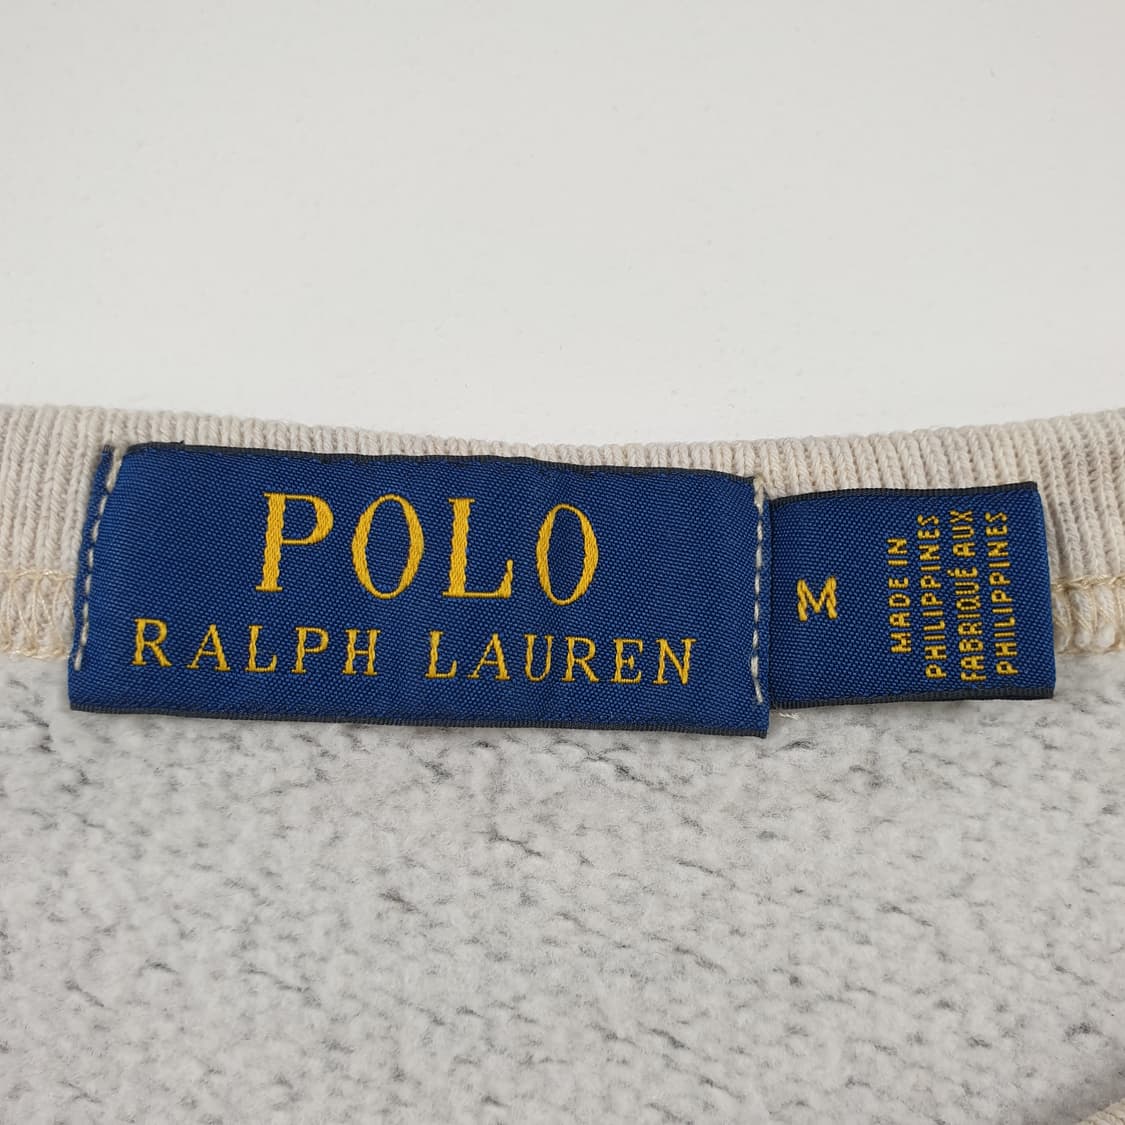 POLO
RALPH LAUREN
M
MADE IN
PHILIPPINES
FABRIQUÉ AUX
PHILIPPINES